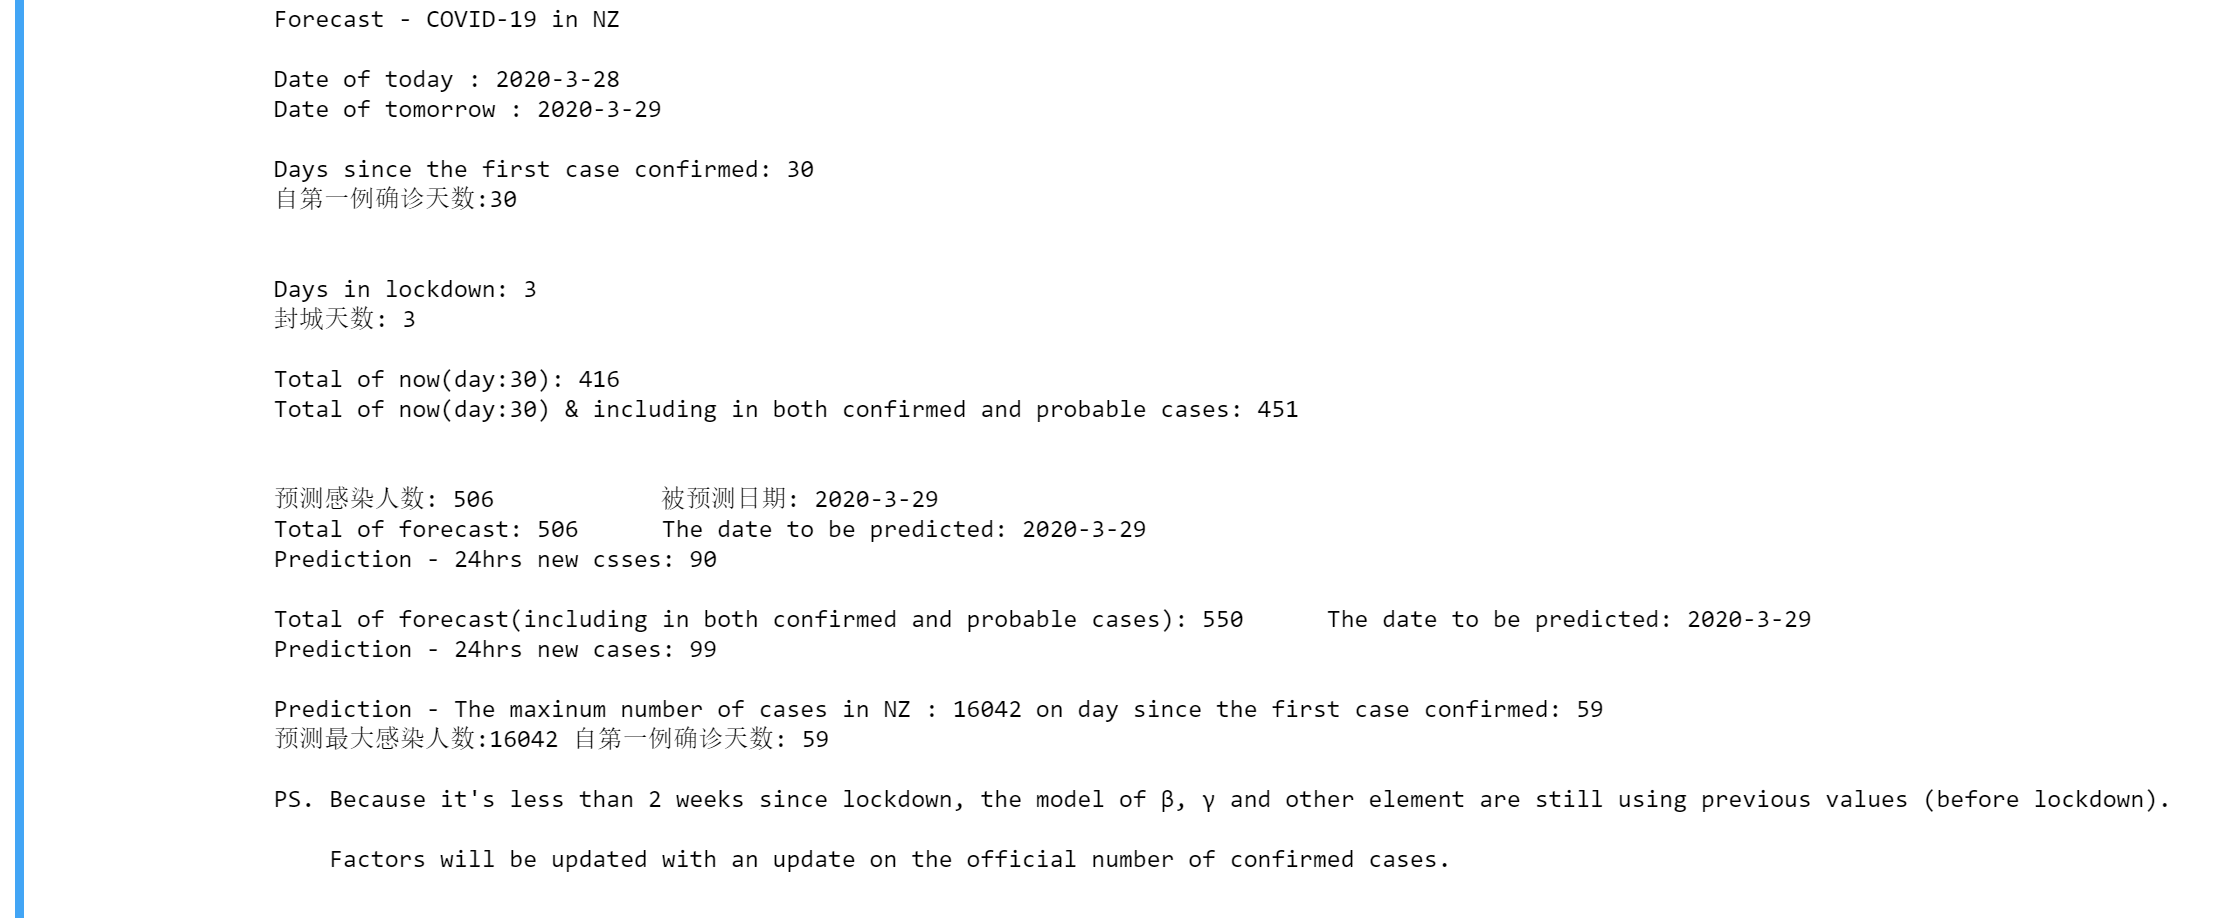 Forecast - COVID-19 in NZ
Date of today : 2020-3-28
Date of tomorrow : 2020-3-29
Days since the first case confirmed: 30
自第一例确诊天数:30
Days in lockdown: 3
封城天数: 3
Total of now(day:30): 416
Total of now(day:30) & including in both confirmed and probable cases: 451
预测感染人数: 506 被预测日期: 2020-3-29
Total of forecast: 506 The date to be predicted: 2020-3-29
Prediction - 24hrs new csses: 90
Total of forecast(including in both confirmed and probable cases): 550 The date to be predicted: 2020-3-29
Prediction - 24hrs new cases: 99
Prediction - The maxinum number of cases in NZ : 16042 on day since the first case confirmed: 59
预测最大感染人数:16042 自第一例确诊天数: 59
PS. Because it's less than 2 weeks since lockdown, the model of β, γ and other element are still using previous values (before lockdown).
Factors will be updated with an update on the official number of confirmed cases.